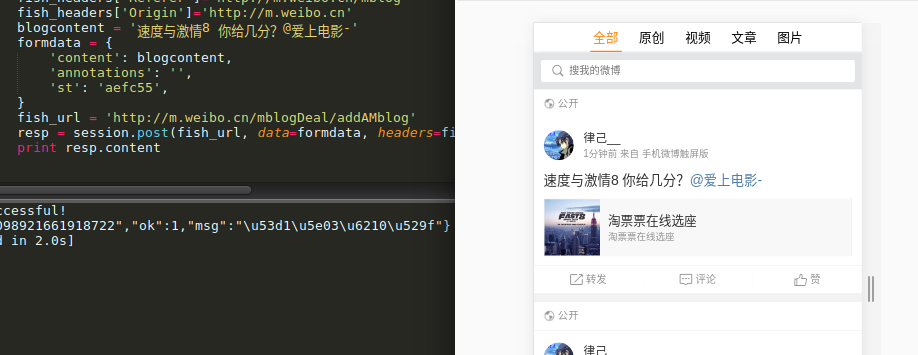 fish_headers['Referer']='http://m.weibo.cn/mblog
fish_headers['Origin']='http://m.weibo.cn'
blogcontent = '速度与激情8 你给几分? @爱上电影-'
formdata = {
    'content': blogcontent,
    'annotations': '',
    'st': 'aefc55',
}
fish_url = 'http://m.weibo.cn/mblogDeal/addAMblog'
resp = session.post(fish_url, data=formdata, headers=fi
print resp.content
ccessful!
098921661918722","ok":1,"msg":"\u53d1\u5e03\u6210\u529f"}
d in 2.0s]
全部 原创 视频 文章 图片
搜我的微博
公开
律己__
1分钟前 来自 手机微博触屏版
速度与激情8 你给几分? @爱上电影-
FAST8
淘票票在线选座
淘票票在线选座
转发 评论 赞
公开
律己